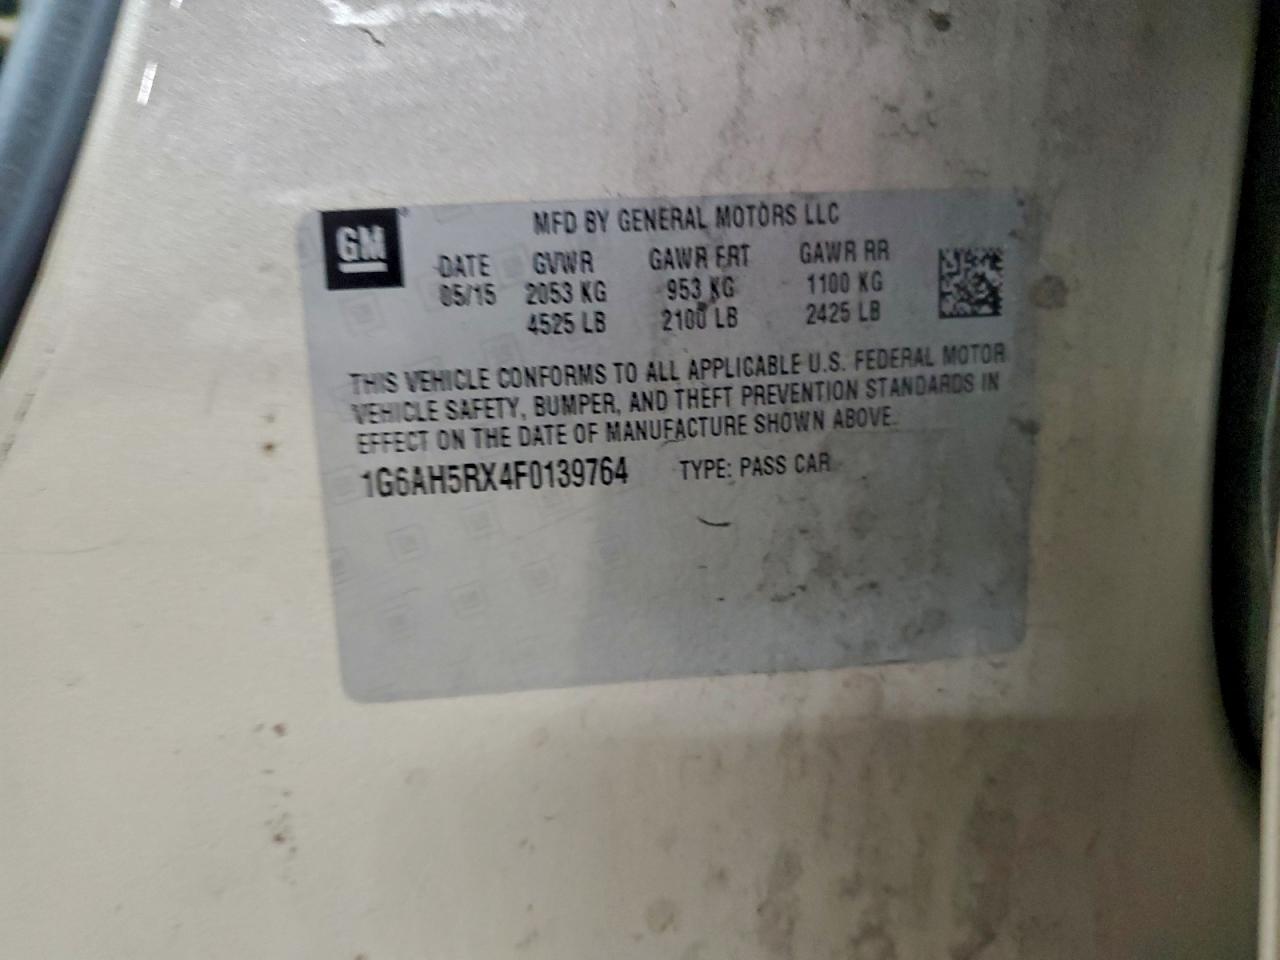 GM
MFD BY GENERAL MOTORS LLC
DATE GVWR GAWR FRT GAWR RR
05/15 2053 KG 953 KG 1100 KG
4525 LB 2100 LB 2425 LB
THIS VEHICLE CONFORMS TO ALL APPLICABLE U.S. FEDERAL MOTOR
VEHICLE SAFETY, BUMPER, AND THEFT PREVENTION STANDARDS IN
EFFECT ON THE DATE OF MANUFACTURE SHOWN ABOVE.
1G6AH5RX4F0139764 TYPE: PASS CAR